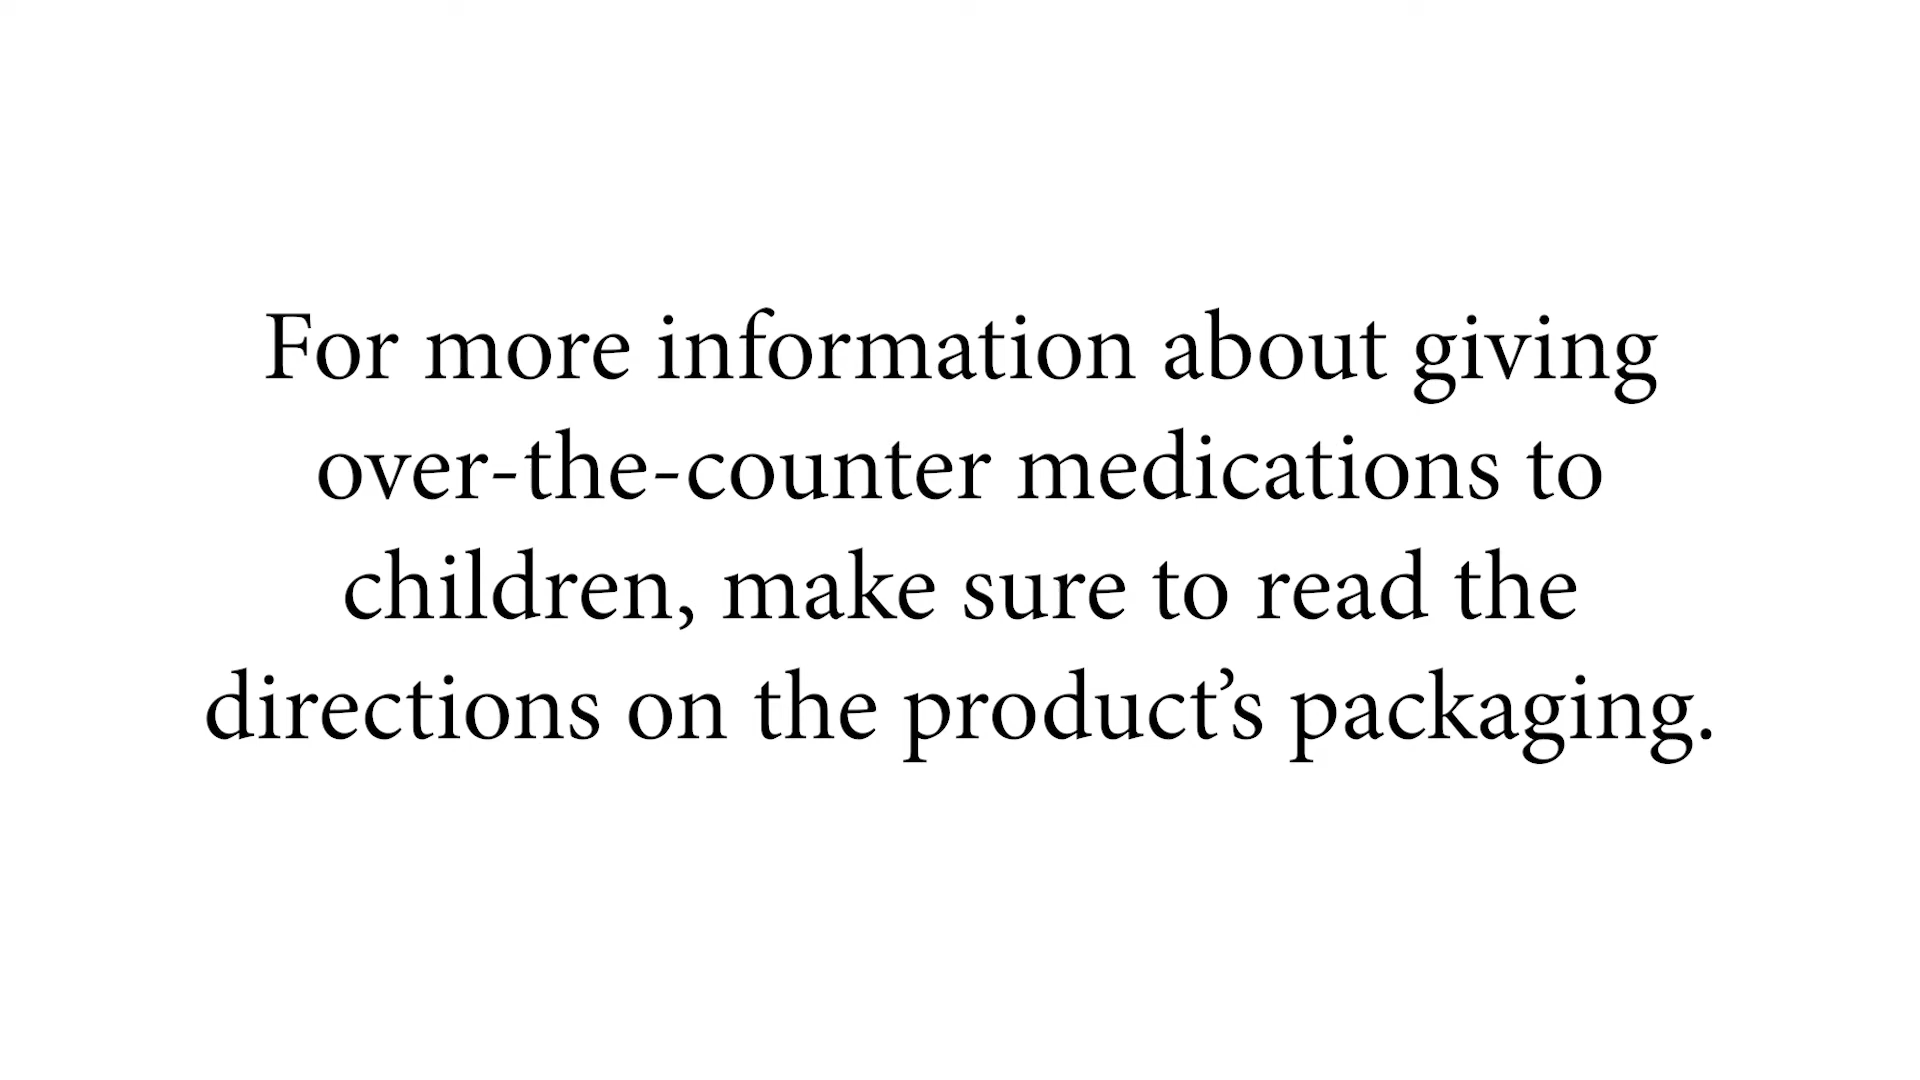 For more information about giving
over-the-counter medications to
children, make sure to read the
directions on the product’s packaging.